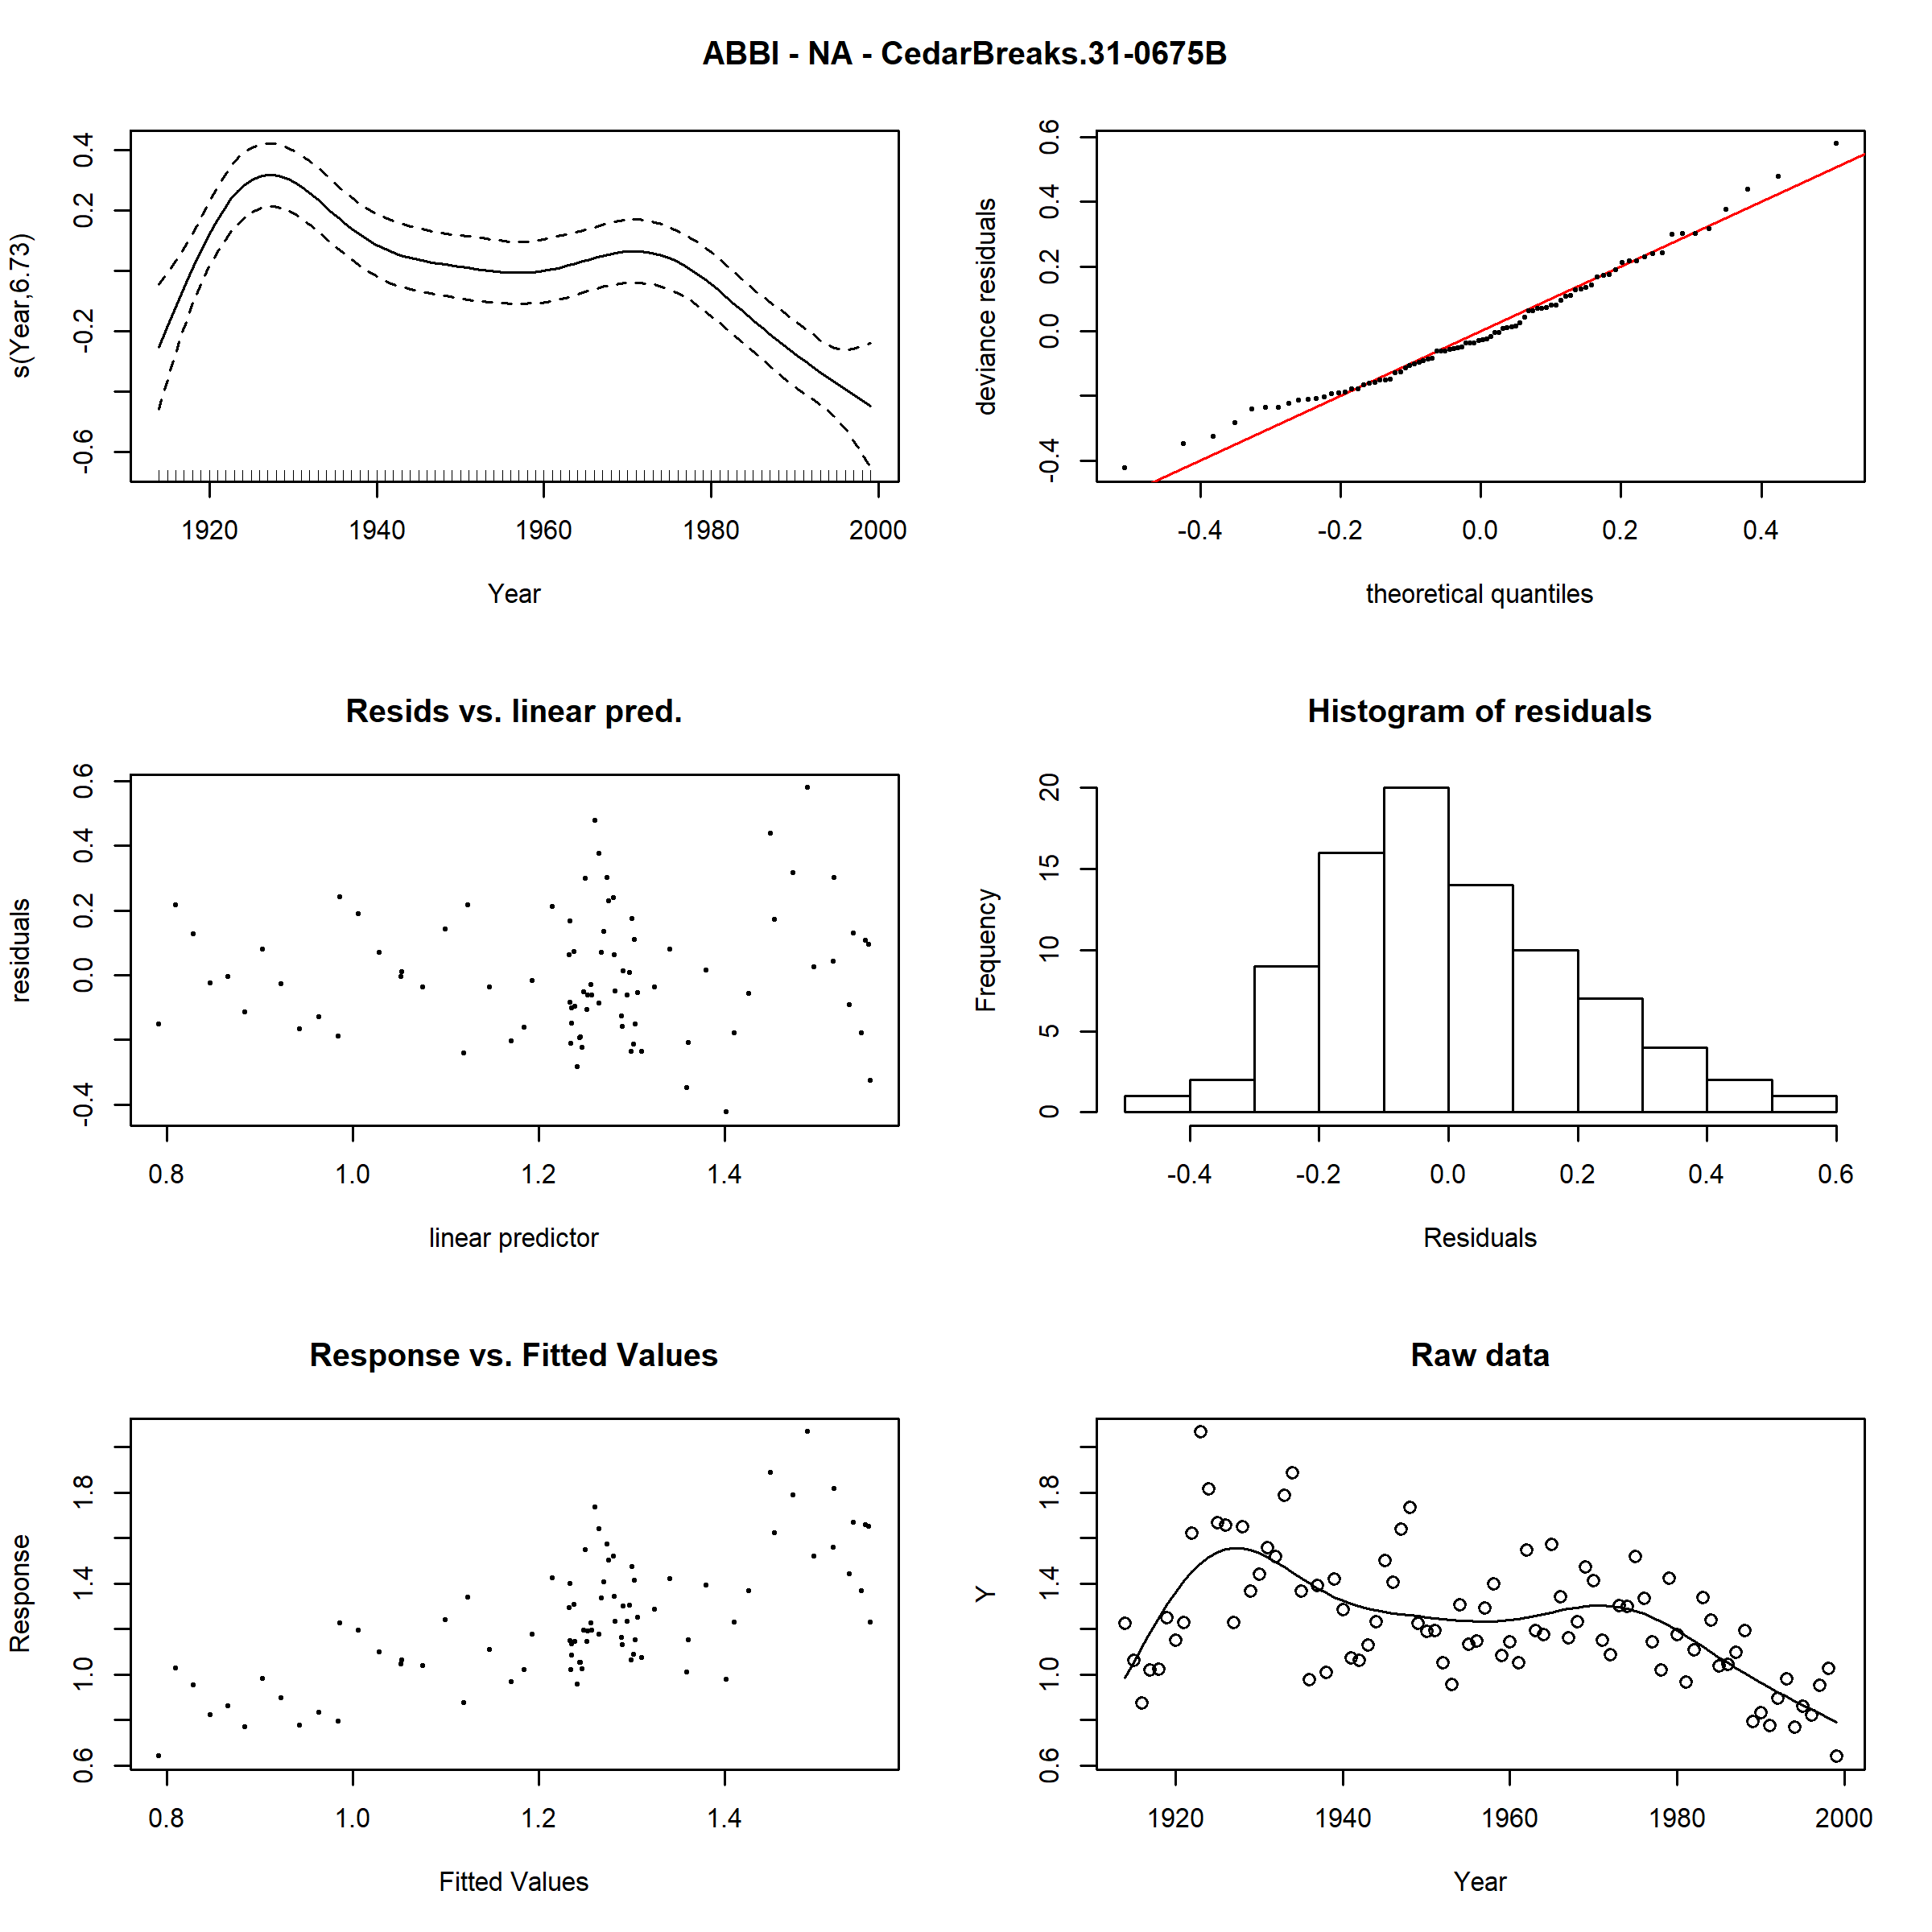 ABBI - NA - CedarBreaks.31-0675B
s(Year,6.73)
-0.6 -0.2 0.2 0.4
1920 1940 1960 1980 2000
Year
deviance residuals
-0.4 0.0 0.2 0.4 0.6
-0.4 -0.2 0.0 0.2 0.4
theoretical quantiles
Resids vs. linear pred.
residuals
-0.4 0.0 0.2 0.4 0.6
0.8 1.0 1.2 1.4
linear predictor
Histogram of residuals
Frequency
0 5 10 15 20
-0.4 -0.2 0.0 0.2 0.4 0.6
Residuals
Response vs. Fitted Values
Response
0.6 1.0 1.4 1.8
0.8 1.0 1.2 1.4
Fitted Values
Raw data
Y
0.6 1.0 1.4 1.8
1920 1940 1960 1980 2000
Year